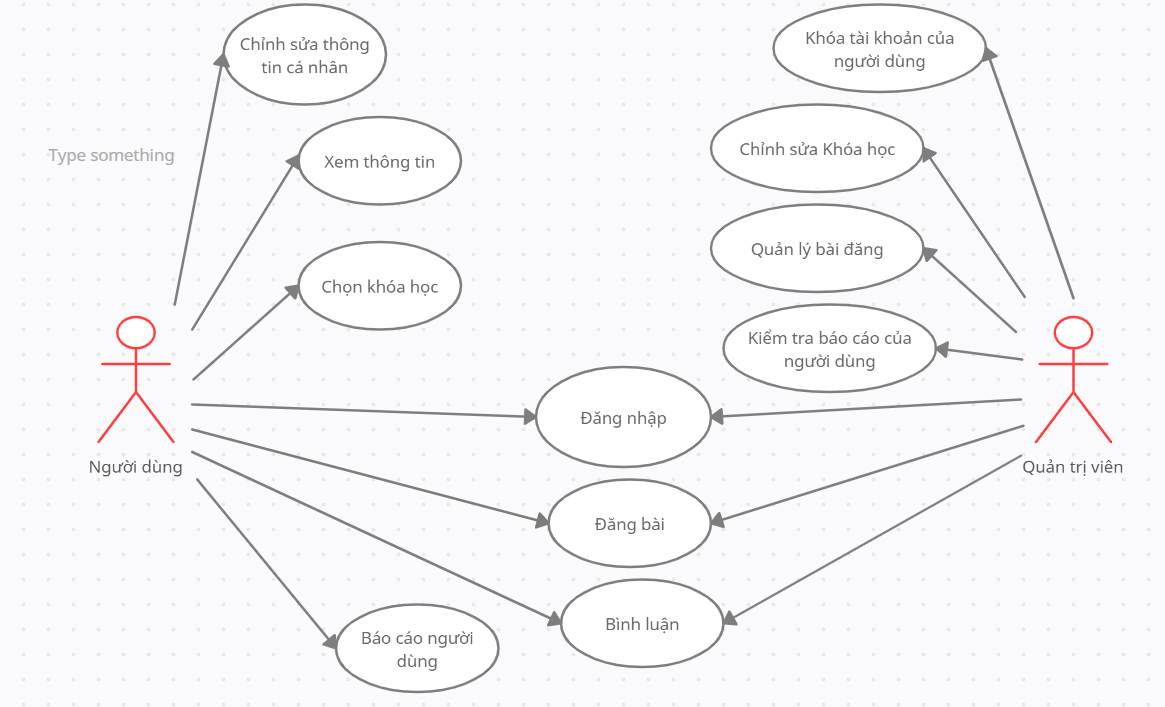 Chỉnh sửa thông
tin cá nhân
Khóa tài khoản của
người dùng
Type something
Xem thông tin
Chỉnh sửa Khóa học
Quản lý bài đăng
Chọn khóa học
Kiểm tra báo cáo của
người dùng
Đăng nhập
Người dùng
Quản trị viên
Đăng bài
Bình luận
Báo cáo người
dùng